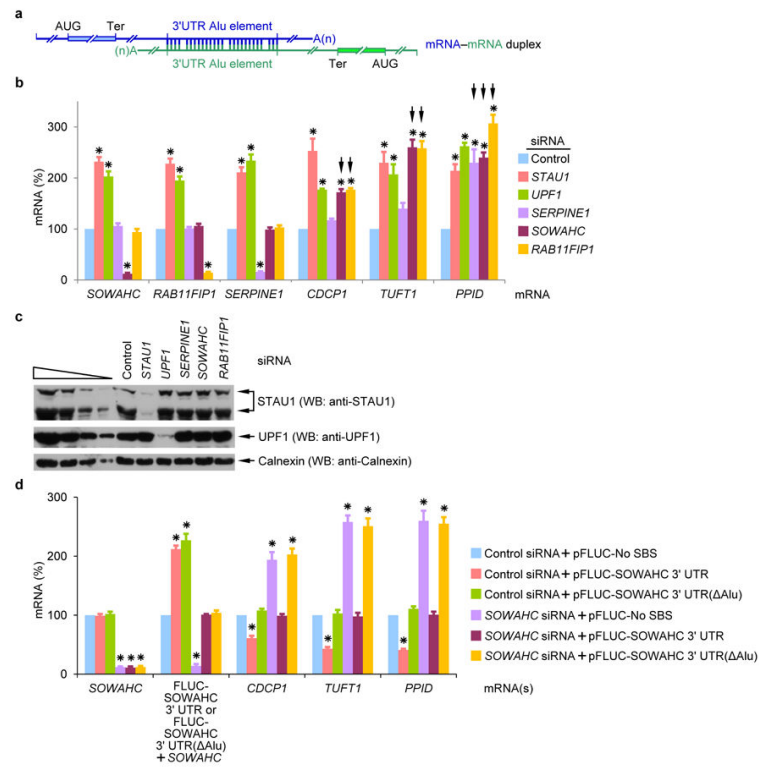 a
AUG Ter 3'UTR Alu element A(n)
(n)A 3'UTR Alu element Ter AUG
mRNA–mRNA duplex
b
mRNA (%)
300
200
100
0
SOWAHC RAB11FIP1 SERPINE1 CDCP1 TUFT1 PPID mRNA
siRNA
Control
STAU1
UPF1
SERPINE1
SOWAHC
RAB11FIP1
c
Control STAU1 UPF1 SERPINE1 SOWAHC RAB11FIP1 siRNA
STAU1 (WB: anti-STAU1)
UPF1 (WB: anti-UPF1)
Calnexin (WB: anti-Calnexin)
d
mRNA (%)
300
200
100
0
SOWAHC
FLUC-
SOWAHC
3' UTR or
FLUC-
SOWAHC
3' UTR(ΔAlu)
+ SOWAHC
CDCP1 TUFT1 PPID mRNA(s)
Control siRNA + pFLUC-No SBS
Control siRNA + pFLUC-SOWAHC 3' UTR
Control siRNA + pFLUC-SOWAHC 3' UTR(ΔAlu)
SOWAHC siRNA + pFLUC-No SBS
SOWAHC siRNA + pFLUC-SOWAHC 3' UTR
SOWAHC siRNA + pFLUC-SOWAHC 3' UTR(ΔAlu)